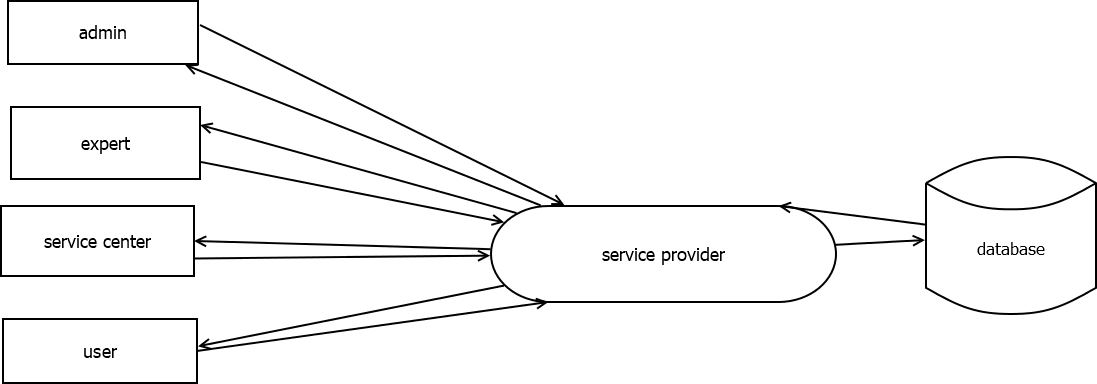 admin
expert
service center
user
service provider
database